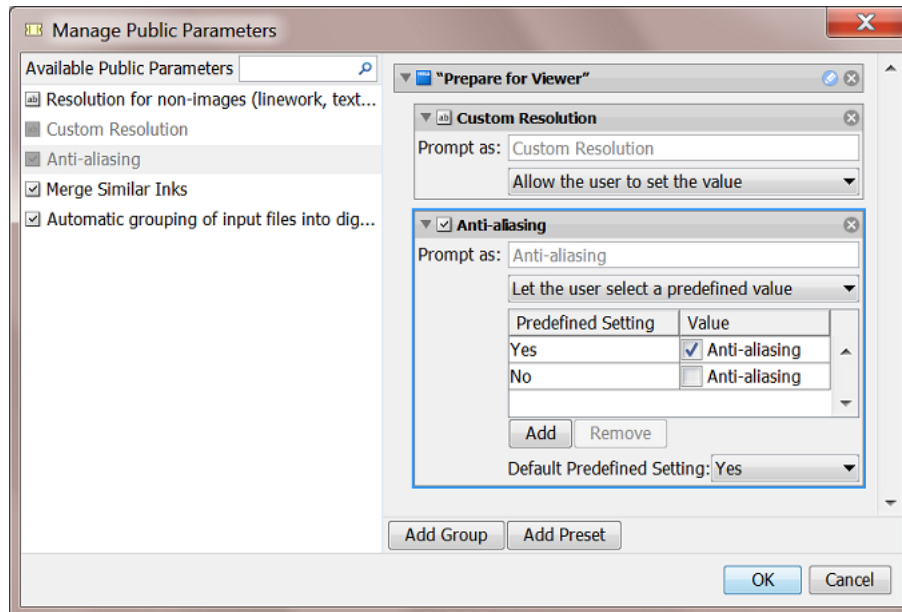 Manage Public Parameters
Available Public Parameters
Resolution for non-images (linework, text...
Custom Resolution
Anti-aliasing
Merge Similar Inks
Automatic grouping of input files into dig...
"Prepare for Viewer"
Custom Resolution
Prompt as: Custom Resolution
Allow the user to set the value
Anti-aliasing
Prompt as: Anti-aliasing
Let the user select a predefined value
Predefined Setting Value
Yes Anti-aliasing
No Anti-aliasing
Add Remove
Default Predefined Setting: Yes
Add Group Add Preset
OK Cancel